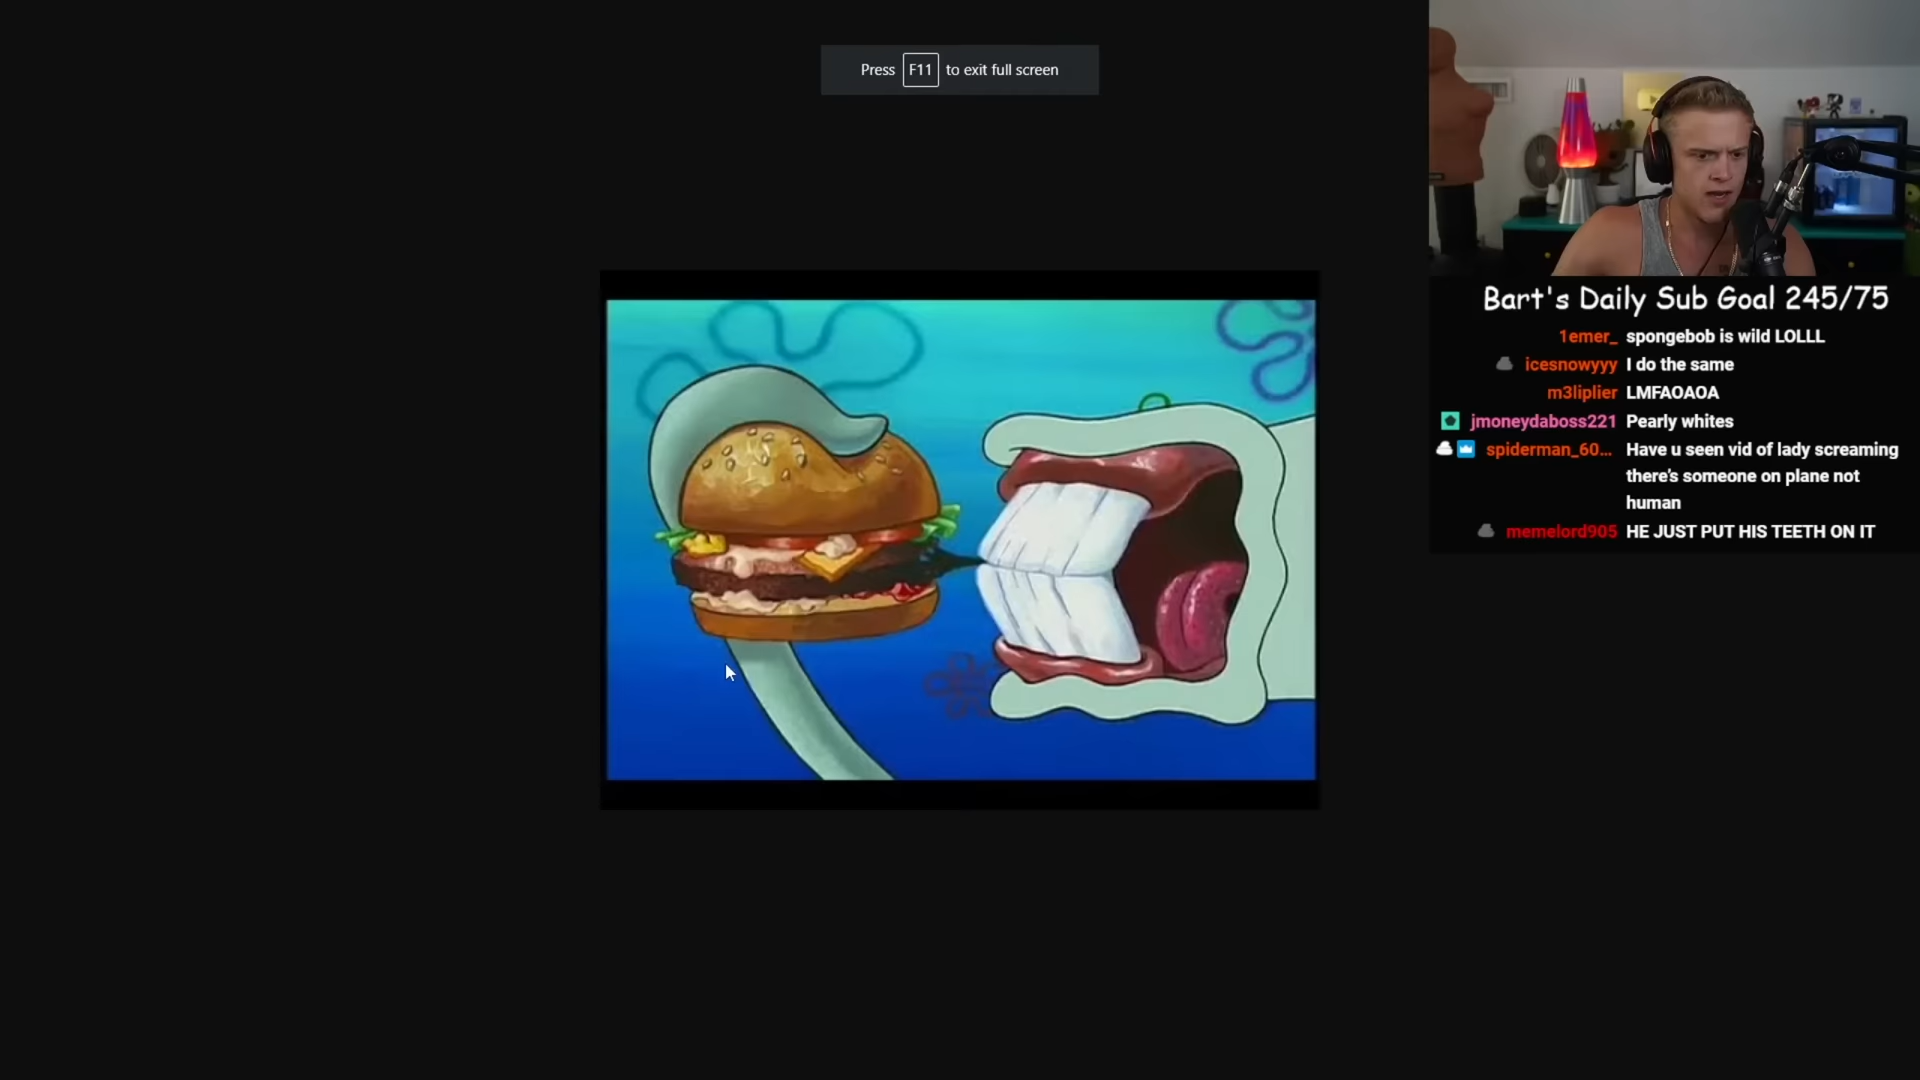 Press F11 to exit full screen
Bart's Daily Sub Goal 245/75
1emer_ spongebob is wild LOLLL
icesnowyyy I do the same
m3liplier LMFAOAOA
jmoneydaboss221 Pearly whites
spiderman_60... Have u seen vid of lady screaming
there's someone on plane not
human
memelord905 HE JUST PUT HIS TEETH ON IT